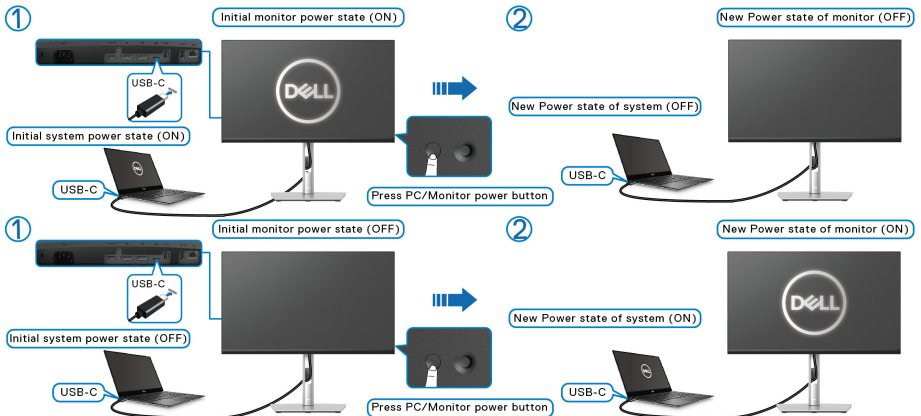 ①
Initial monitor power state (ON)
USB-C
DELL
Initial system power state (ON)
DELL
USB-C
Press PC/Monitor power button
②
New Power state of monitor (OFF)
New Power state of system (OFF)
USB-C
①
Initial monitor power state (OFF)
USB-C
Initial system power state (OFF)
USB-C
Press PC/Monitor power button
②
New Power state of monitor (ON)
DELL
New Power state of system (ON)
DELL
USB-C